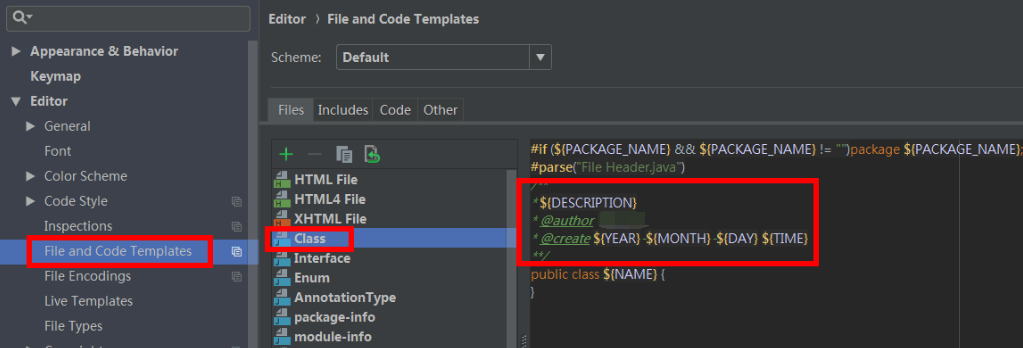 Appearance & Behavior
Keymap
Editor
General
Font
Color Scheme
Code Style
Inspections
File and Code Templates
File Encodings
Live Templates
File Types
Editor › File and Code Templates
Scheme: Default
Files Includes Code Other
HTML File
HTML4 File
XHTML File
Class
Interface
Enum
AnnotationType
package-info
module-info
#if (${PACKAGE_NAME} && ${PACKAGE_NAME} != "")package ${PACKAGE_NAME};
#parse("File Header.java")
/**
* ${DESCRIPTION}
* @author
* @create ${YEAR}-${MONTH}-${DAY} ${TIME}
**/
public class ${NAME} {
}